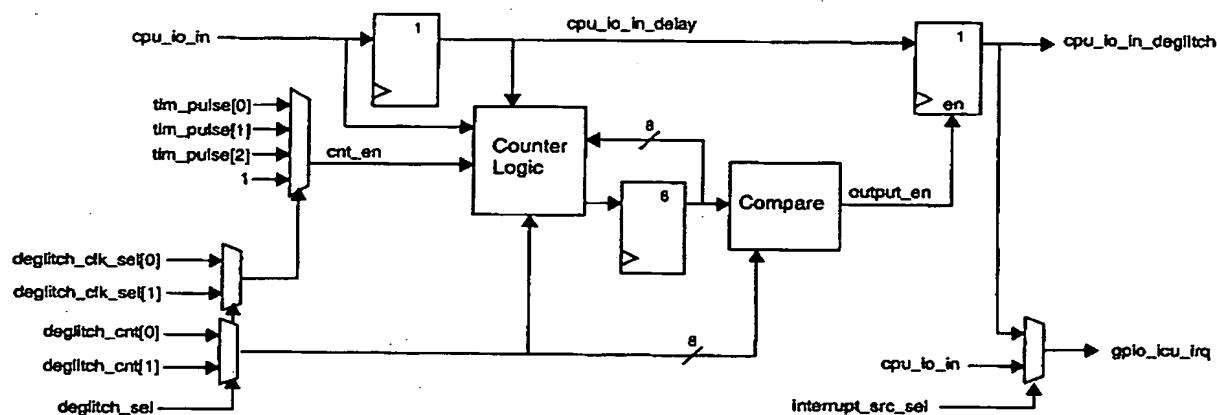 cpu_io_in
1
cpu_io_in_delay
1
cpu_io_in_deglitch
en
tim_pulse[0]
tim_pulse[1]
tim_pulse[2]
1
cnt_en
Counter
Logic
8
6
Compare
output_en
deglitch_clk_sel[0]
deglitch_clk_sel[1]
deglitch_cnt[0]
deglitch_cnt[1]
8
deglitch_sel
cpu_io_in
gpio_icu_irq
interrupt_src_sel